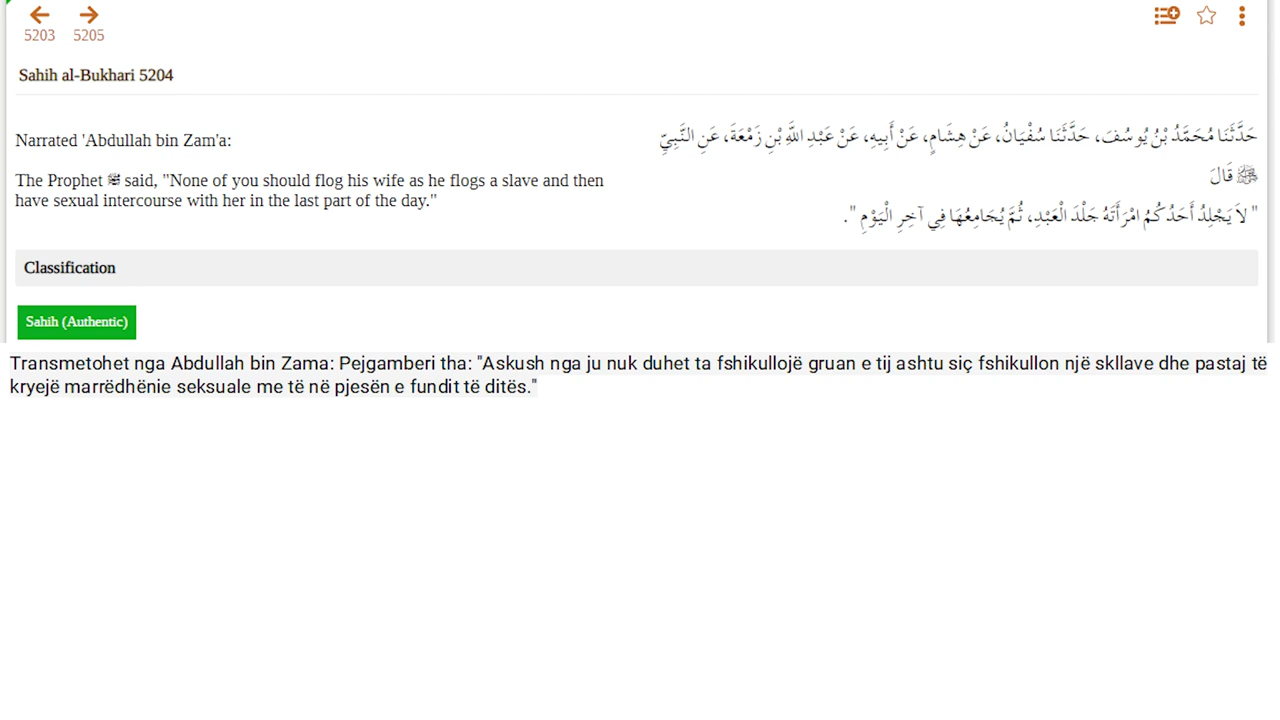 5203 5205
Sahih al-Bukhari 5204
Narrated 'Abdullah bin Zam'a:
The Prophet ﷺ said, "None of you should flog his wife as he flogs a slave and then
have sexual intercourse with her in the last part of the day."
حَدَّثَنَا مُحَمَّدُ بْنُ يُوسُفَ، حَدَّثَنَا سُفْيَانُ، عَنْ هِشَامٍ، عَنْ أَبِيهِ، عَنْ عَبْدِ اللَّهِ بْنِ زَمْعَةَ، عَنِ النَّبِيِّ
ﷺ قَالَ
" لاَ يَجْلِدُ أَحَدُكُمُ امْرَأَتَهُ جَلْدَ الْعَبْدِ، ثُمَّ يُجَامِعُهَا فِي آخِرِ الْيَوْمِ ".
Classification
Sahih (Authentic)
Transmetohet nga Abdullah bin Zama: Pejgamberi tha: "Askush nga ju nuk duhet ta fshikullojë gruan e tij ashtu siç fshikullon një skllave dhe pastaj të
kryejë marrëdhënie seksuale me të në pjesën e fundit të ditës."